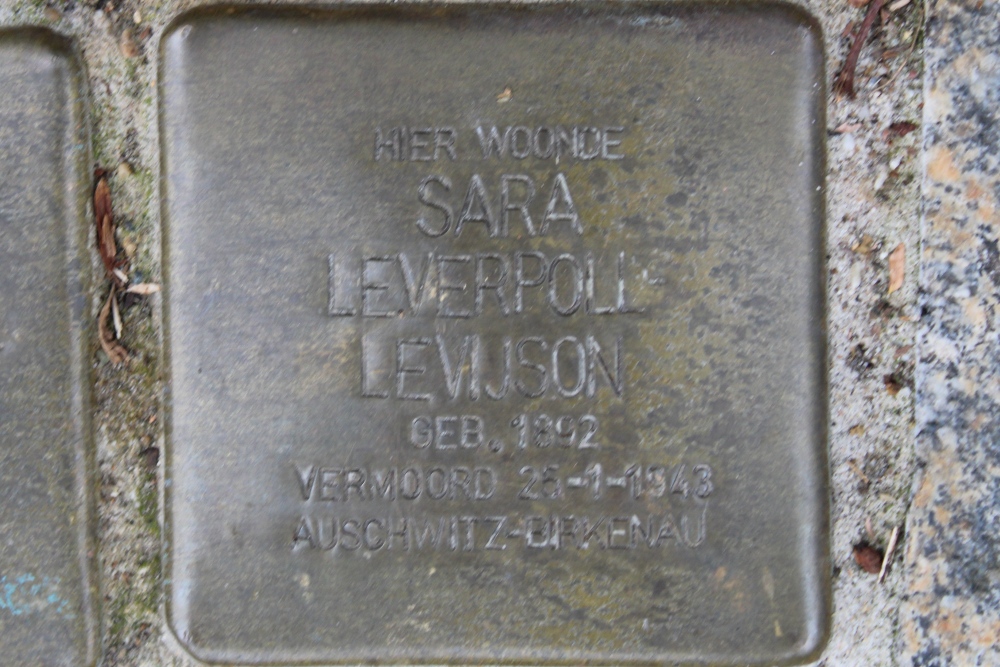 HIER WOONDE
SARA
LEVERPOLL-
LEVIJSON
GEB. 1892
VERMOORD 25-1-1943
AUSCHWITZ-BIRKENAU